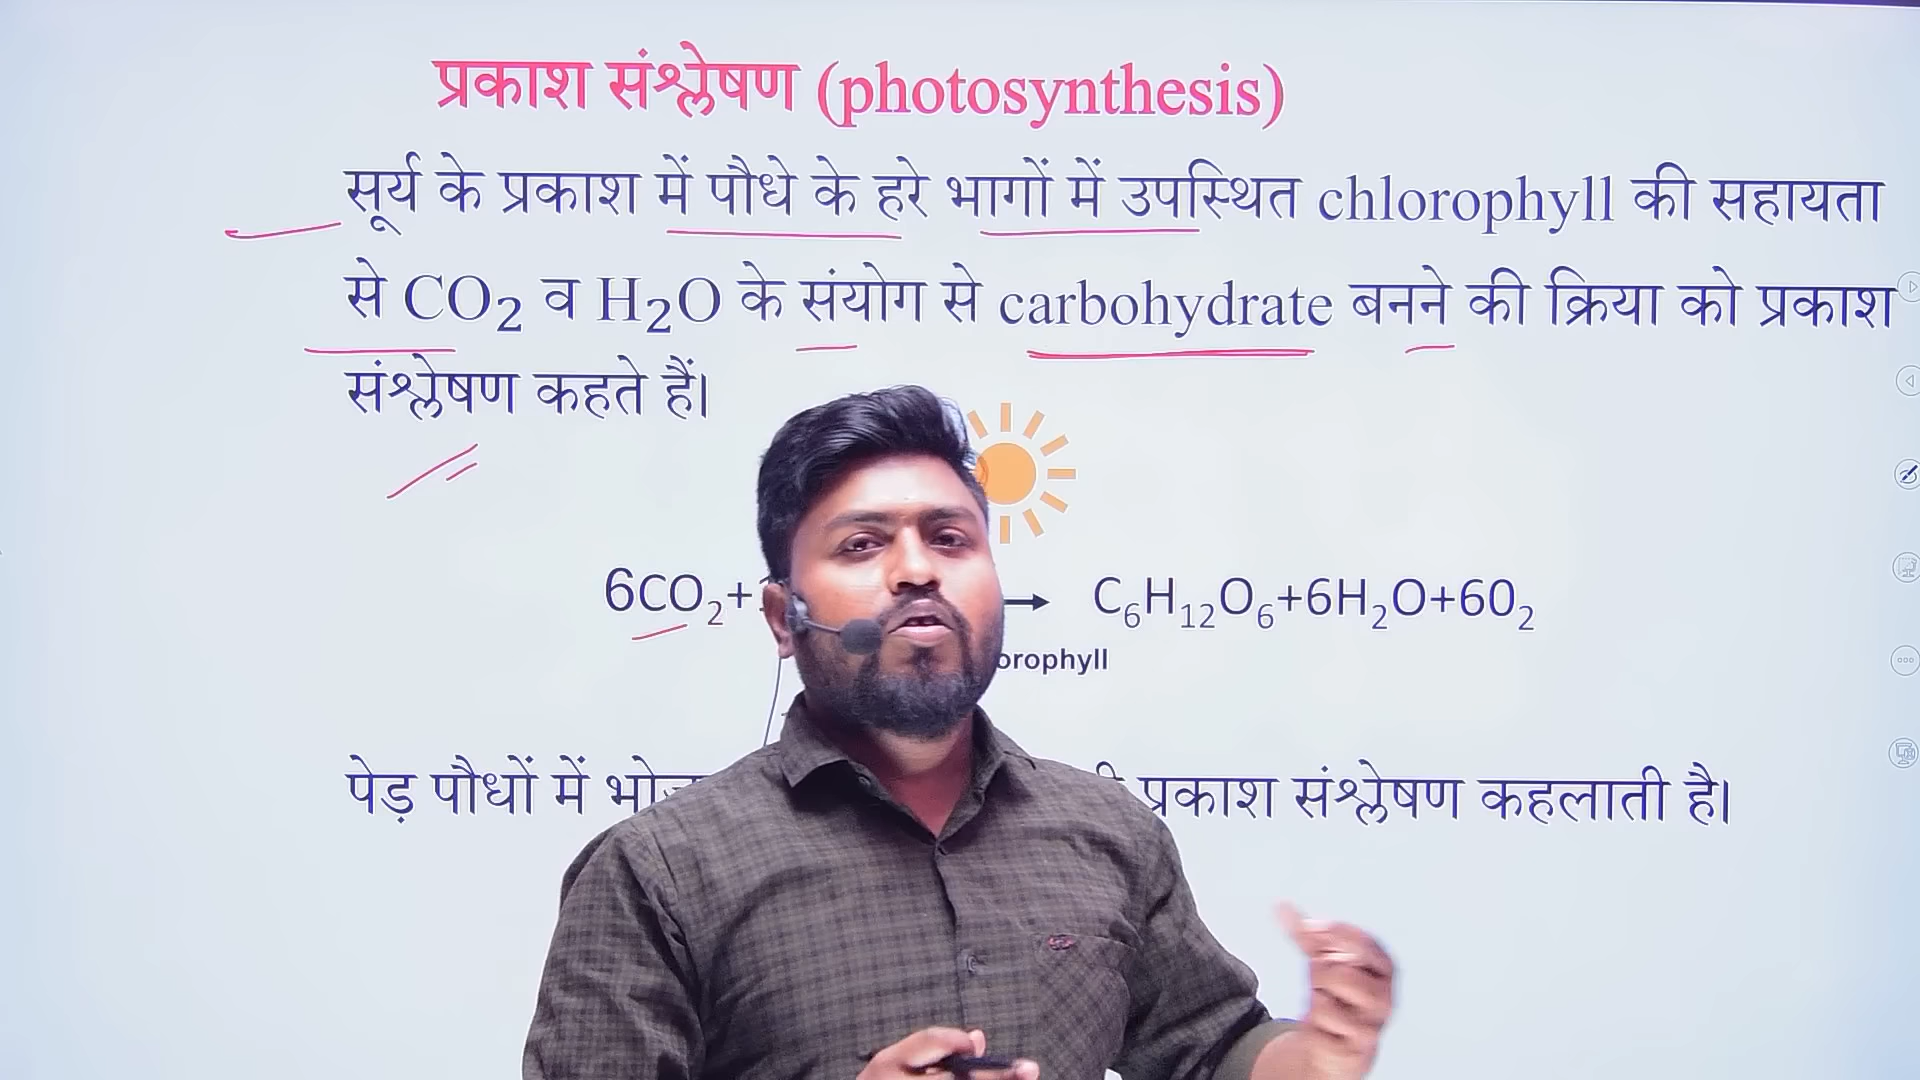 प्रकाश संश्लेषण (photosynthesis)
सूर्य के प्रकाश में पौधे के हरे भागों में उपस्थित chlorophyll की सहायता
से CO₂ व H₂O के संयोग से carbohydrate बनने की क्रिया को प्रकाश
संश्लेषण कहते हैं।
6CO₂+ → C₆H₁₂O₆+6H₂O+6O₂
पेड़ पौधों में प्रकाश संश्लेषण कहलाती है।